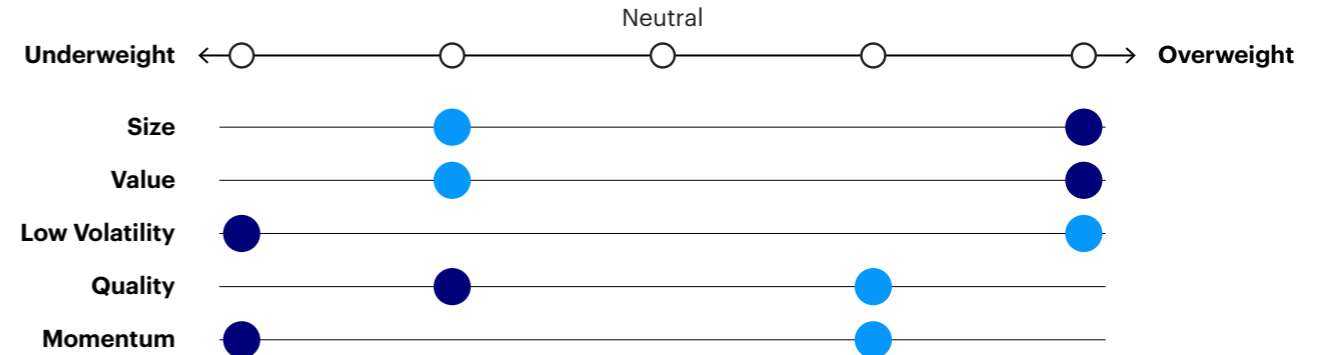 Neutral
Underweight Overweight
Size
Value
Low Volatility
Quality
Momentum